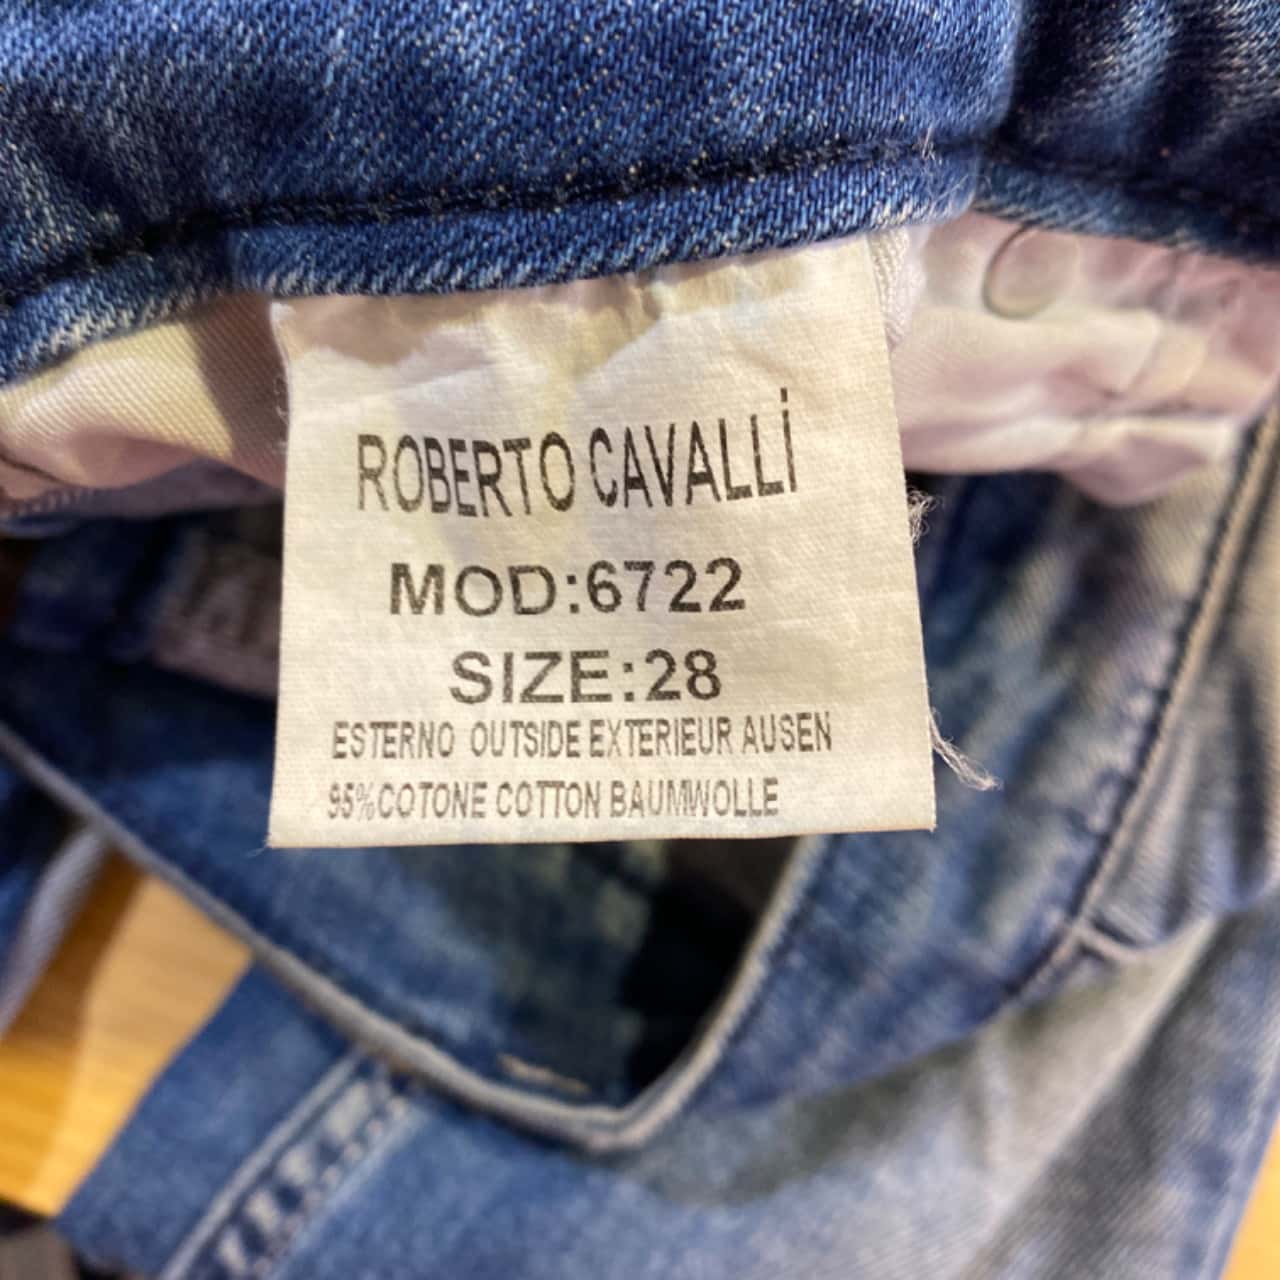 ROBERTO CAVALLİ
MOD:6722
SIZE:28
ESTERNO OUTSIDE EXTERIEUR AUSEN
95%COTONE COTTON BAUMWOLLE